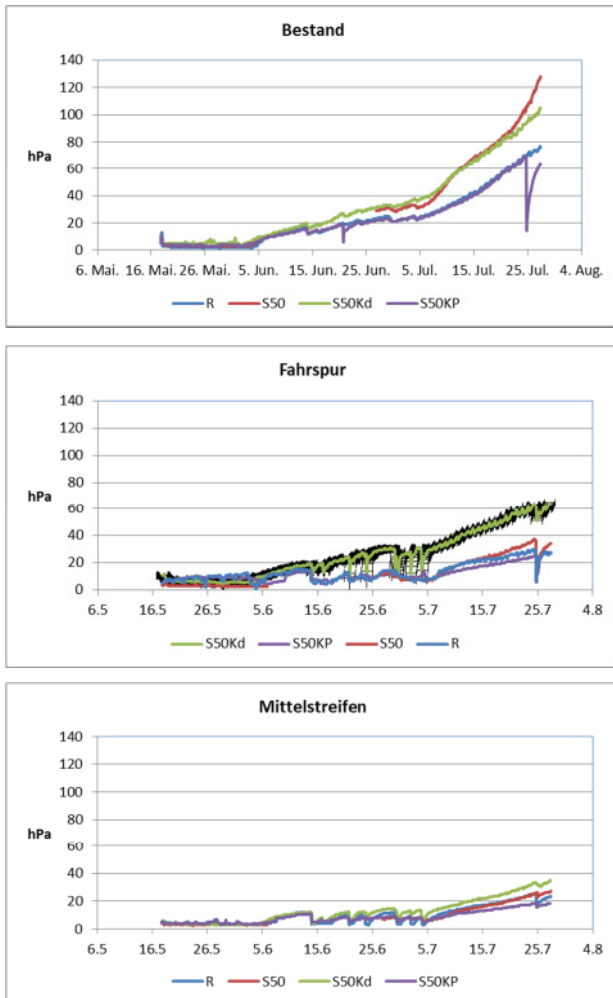 Bestand
140
120
100
80
hPa
60
40
20
0
6. Mai. 16. Mai. 26. Mai. 5. Jun. 15. Jun. 25. Jun. 5. Jul. 15. Jul. 25. Jul. 4. Aug.
R S50 S50Kd S50KP
Fahrspur
140
120
100
80
hPa
60
40
20
0
6.5 16.5 26.5 5.6 15.6 25.6 5.7 15.7 25.7 4.8
S50Kd S50KP S50 R
Mittelstreifen
140
120
100
80
hPa
60
40
20
0
6.5 16.5 26.5 5.6 15.6 25.6 5.7 15.7 25.7 4.8
R S50 S50Kd S50KP